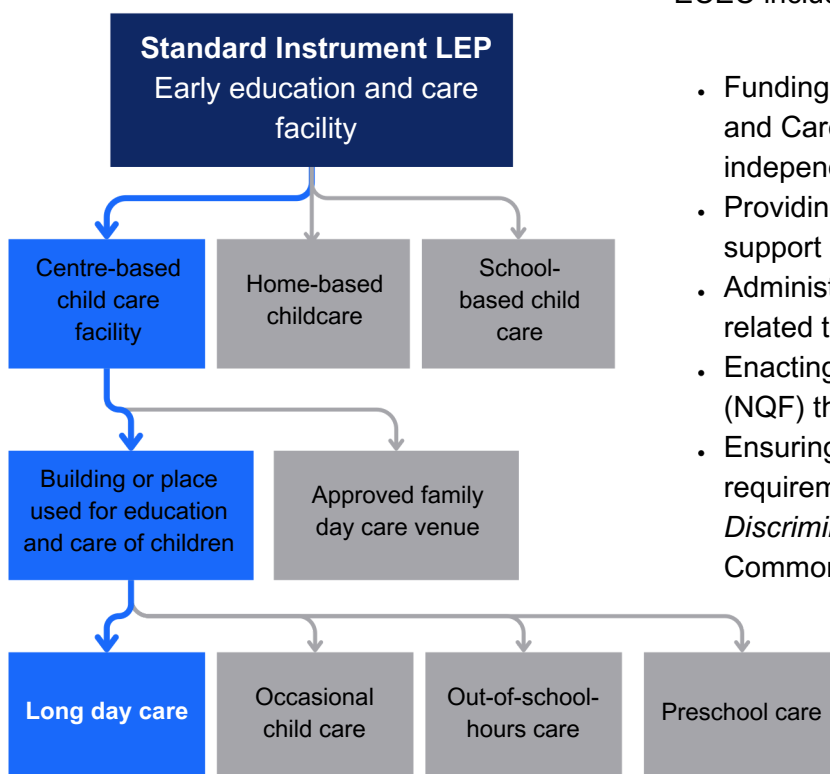 Standard Instrument LEP
Early education and care
facility
Centre-based
child care
facility
Home-based
childcare
School-
based child
care
Building or place
used for education
and care of children
Approved family
day care venue
Long day care
Occasional
child care
Out-of-school-
hours care
Preschool care
• Funding
and Car
indepen
• Providin
support
• Adminis
related t
• Enacting
(NQF) th
• Ensuring
requirem
Discrimi
Commo